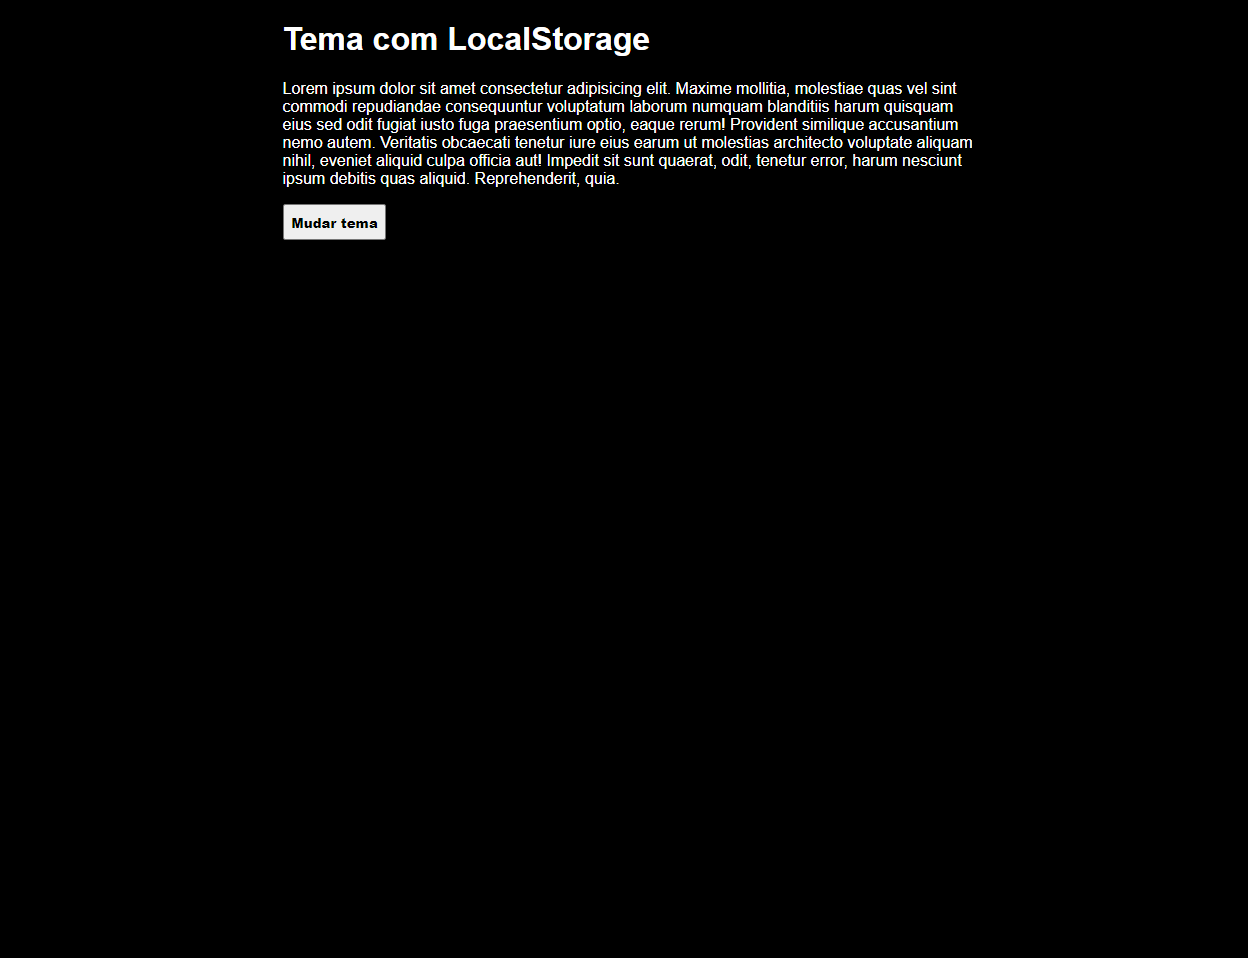 Tema com LocalStorage
Lorem ipsum dolor sit amet consectetur adipisicing elit. Maxime mollitia, molestiae quas vel sint
commodi repudiandae consequuntur voluptatum laborum numquam blanditiis harum quisquam
eius sed odit fugiat iusto fuga praesentium optio, eaque rerum! Provident similique accusantium
nemo autem. Veritatis obcaecati tenetur iure eius earum ut molestias architecto voluptate aliquam
nihil, eveniet aliquid culpa officia aut! Impedit sit sunt quaerat, odit, tenetur error, harum nesciunt
ipsum debitis quas aliquid. Reprehenderit, quia.
Mudar tema